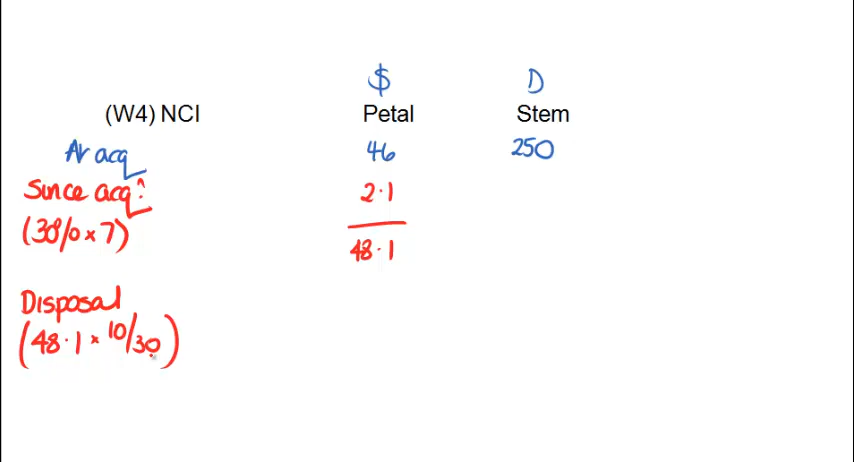 $ D
(W4) NCI Petal Stem
At acq 46 250
Since acq: 2.1
(30% x 7)
48.1
Disposal
(48.1 x 10/30)